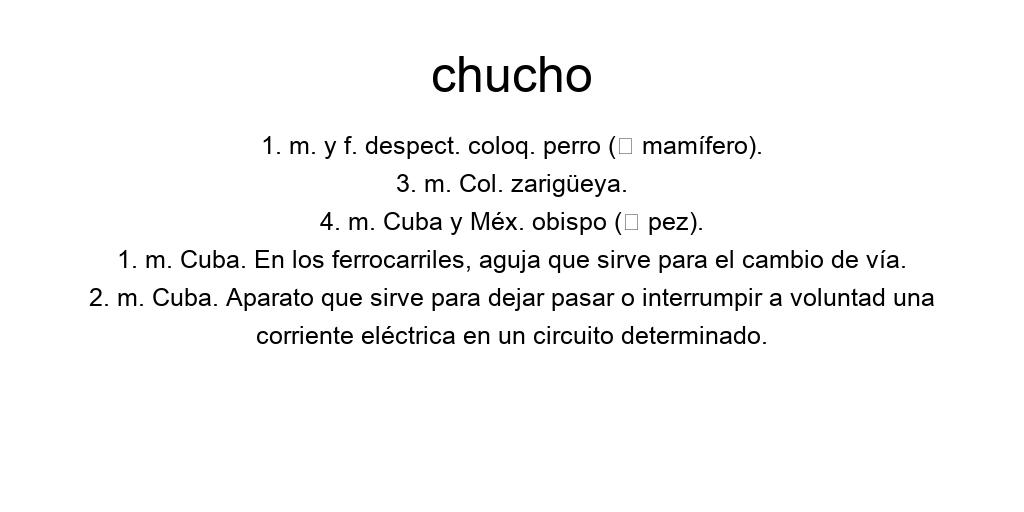 chucho
1. m. y f. despect. coloq. perro (□ mamífero).
3. m. Col. zarigüeya.
4. m. Cuba y Méx. obispo (□ pez).
1. m. Cuba. En los ferrocarriles, aguja que sirve para el cambio de vía.
2. m. Cuba. Aparato que sirve para dejar pasar o interrumpir a voluntad una
corriente eléctrica en un circuito determinado.